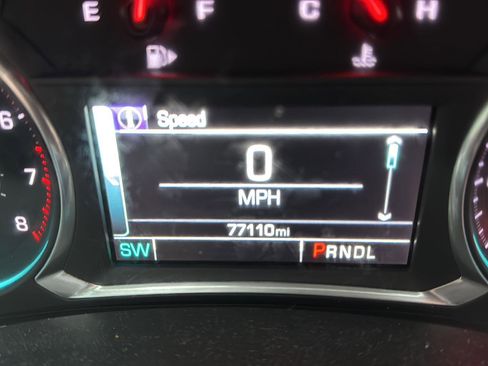 E F C H
6
7
8
Speed
0
MPH
77110mi
SW PRNDL